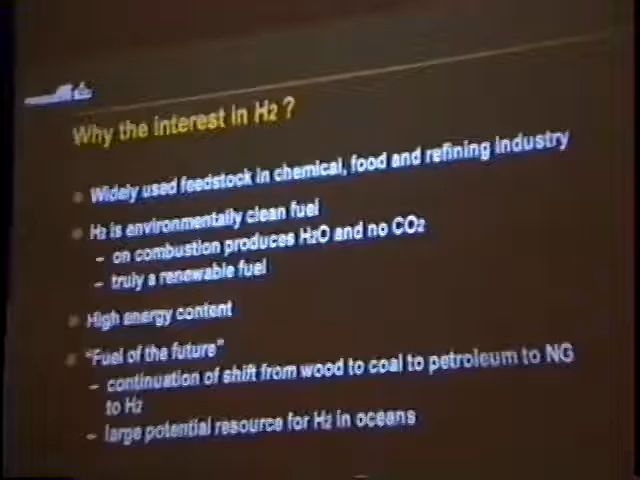 Why the interest in H2 ?
Widely used feedstock in chemical, food and refining industry
H2 is environmentally clean fuel
- on combustion produces H2O and no CO2
- truly a renewable fuel
High energy content
"Fuel of the future"
- continuation of shift from wood to coal to petroleum to NG
to H2
- large potential resource for H2 in oceans